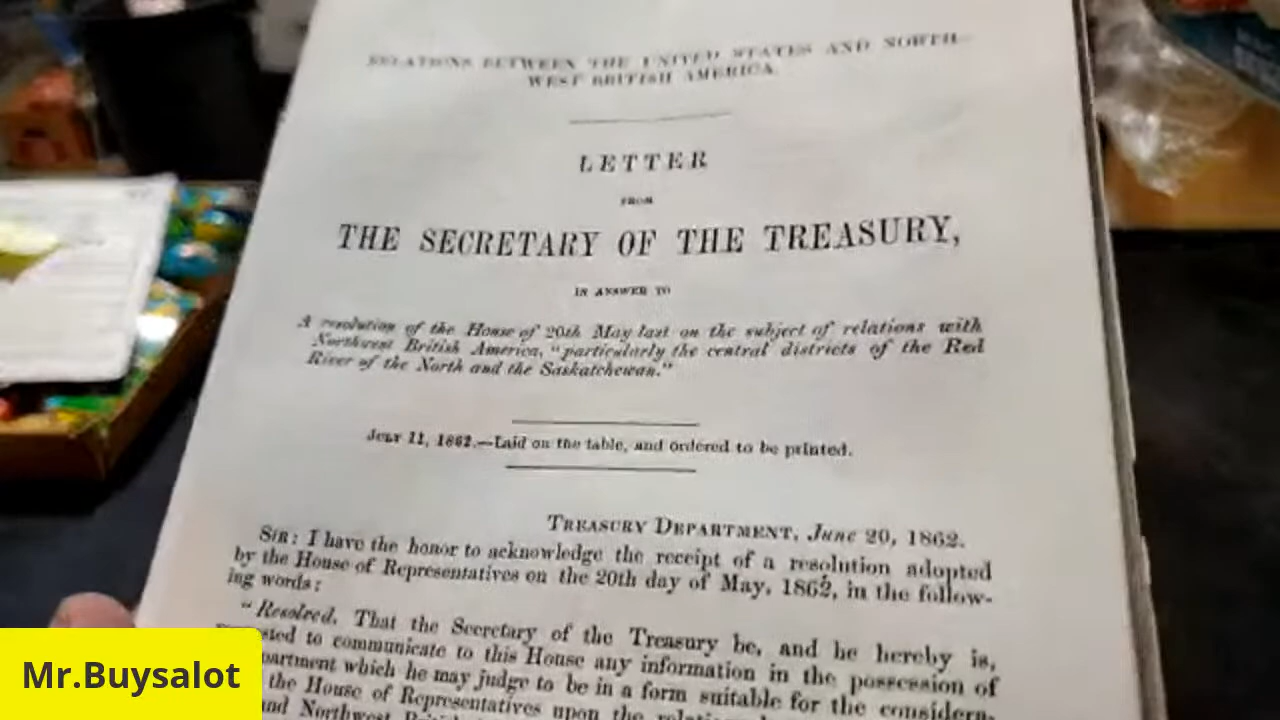 RELATIONS BETWEEN THE UNITED STATES AND NORTH-
WEST BRITISH AMERICA.
LETTER
FROM
THE SECRETARY OF THE TREASURY,
IN ANSWER TO
A resolution of the House of 20th May last on the subject of relations with
Northwest British America, "particularly the central districts of the Red
River of the North and the Saskatchewan."
JULY 11, 1862.—Laid on the table, and ordered to be printed.
TREASURY DEPARTMENT, June 20, 1862.
SIR: I have the honor to acknowledge the receipt of a resolution adopted
by the House of Representatives on the 20th day of May, 1862, in the follow-
ing words:
"Resolved, That the Secretary of the Treasury be, and he hereby is,
to communicate to this House any information in the possession of
which he may judge to be in a form suitable for the
the House of Representatives upon the
and Northwest
Mr.Buysalot